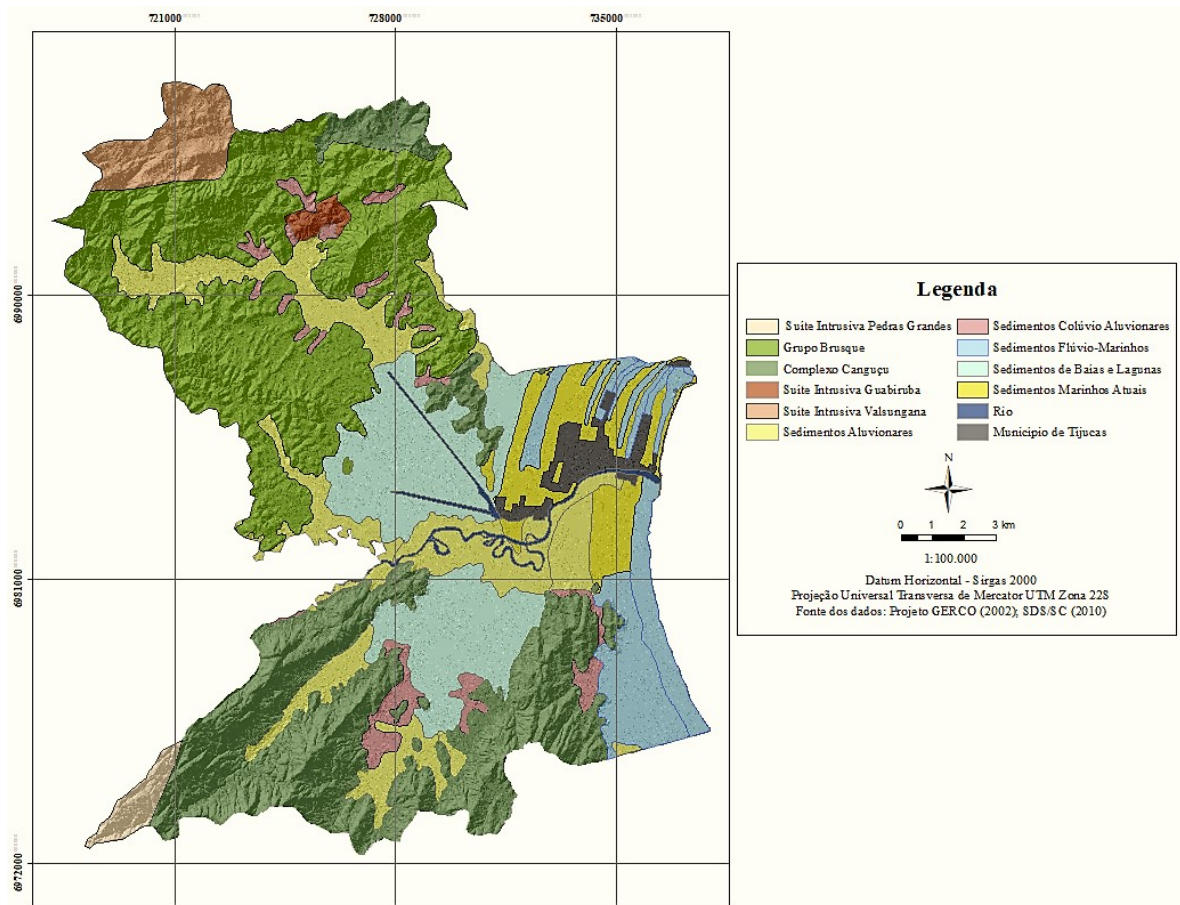 721000
728000
735000
6990000
6981000
6972000
Legenda
Suite Intrusiva Pedras Grandes
Grupo Brusque
Complexo Canguçu
Suite Intrusiva Guabiruba
Suite Intrusiva Valsungana
Sedimentos Aluvionares
Sedimentos Colúvio Aluvionares
Sedimentos Flúvio-Marinhos
Sedimentos de Baias e Lagunas
Sedimentos Marinhos Atuais
Rio
Municipio de Tijucas
N
0 1 2 3 km
1:100.000
Datum Horizontal - Sirgas 2000
Projeção Universal Transversa de Mercator UTM Zona 22S
Fonte dos dados: Projeto GERCO (2002); SDS/SC (2010)